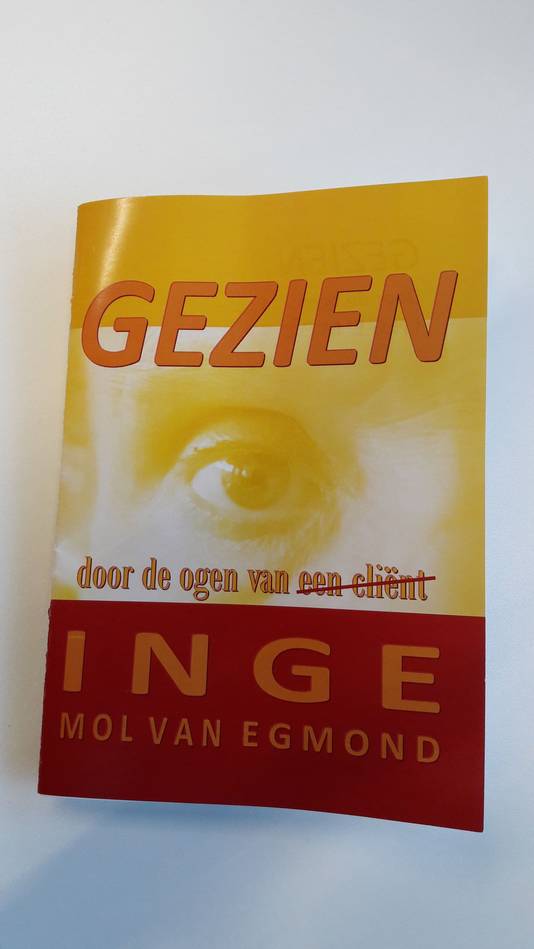 GEZIEN
door de ogen van een cliënt
INGE
MOL VAN EGMOND